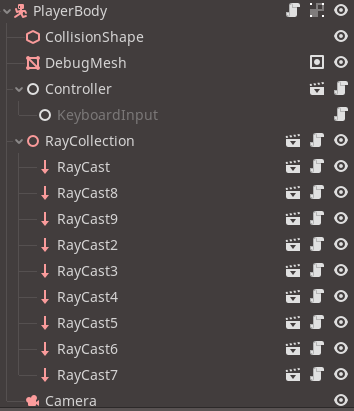 PlayerBody
CollisionShape
DebugMesh
Controller
KeyboardInput
RayCollection
RayCast
RayCast8
RayCast9
RayCast2
RayCast3
RayCast4
RayCast5
RayCast6
RayCast7
Camera